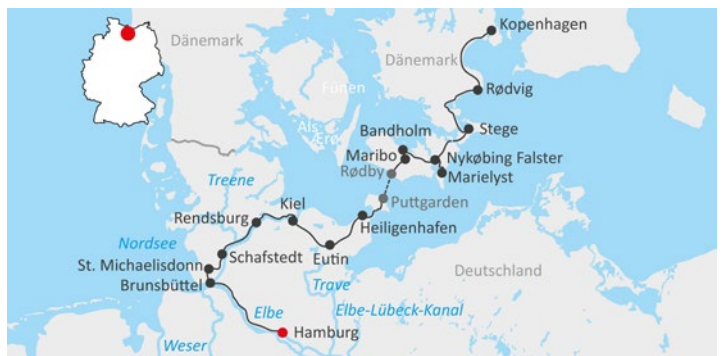 Kopenhagen
Dänemark
Dänemark
Fünen
Rødvig
Als
Ærø
Stege
Bandholm
Maribo
Nykøbing Falster
Rødby
Marielyst
Treene
Kiel
Puttgarden
Rendsburg
Heiligenhafen
Nordsee
Eutin
Schafstedt
St. Michaelisdonn
Deutschland
Brunsbüttel
Trave
Elbe
Elbe-Lübeck-Kanal
Hamburg
Weser